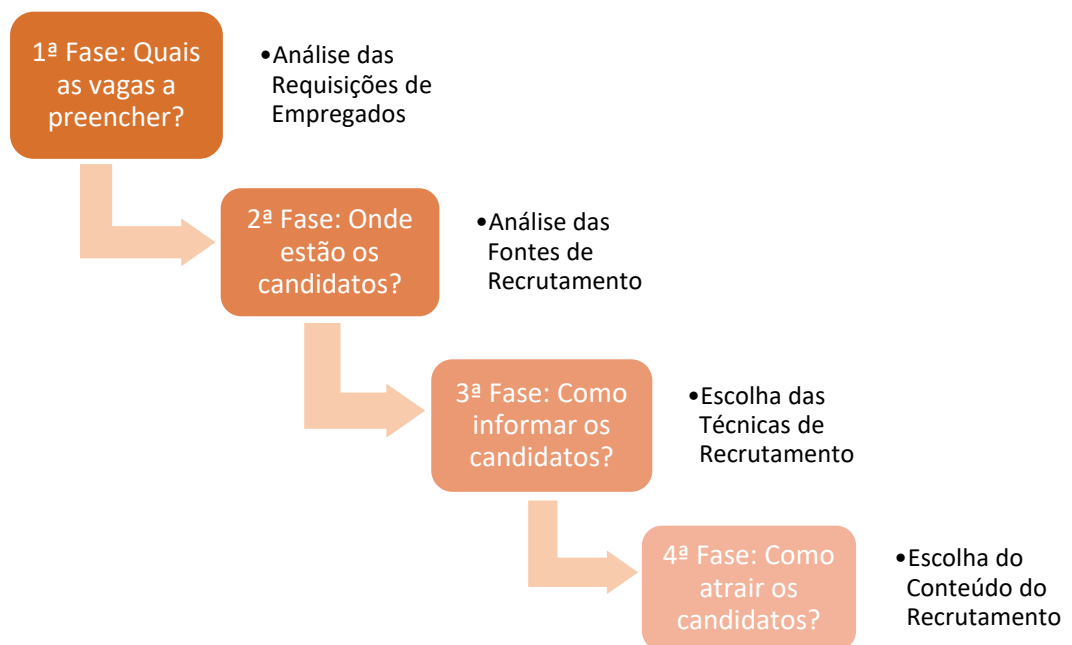 1ª Fase: Quais
as vagas a
preencher?
•Análise das
Requisições de
Empregados
2ª Fase: Onde
estão os
candidatos?
•Análise das
Fontes de
Recrutamento
3ª Fase: Como
informar os
candidatos?
•Escolha das
Técnicas de
Recrutamento
4ª Fase: Como
atrair os
candidatos?
•Escolha do
Conteúdo do
Recrutamento